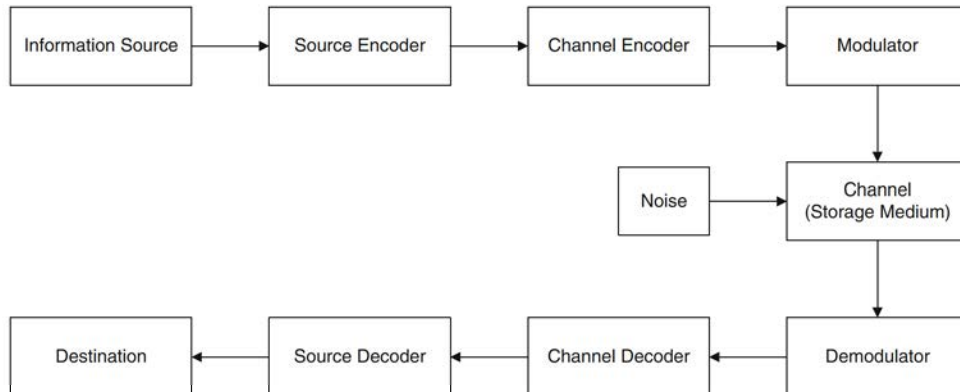 Information Source
Source Encoder
Channel Encoder
Modulator
Noise
Channel
(Storage Medium)
Destination
Source Decoder
Channel Decoder
Demodulator